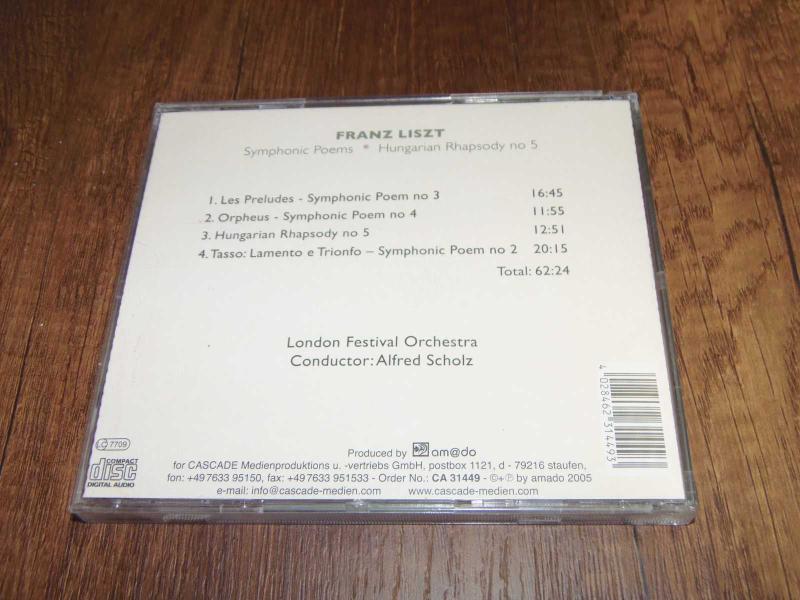 FRANZ LISZT
Symphonic Poems * Hungarian Rhapsody no 5
1. Les Preludes - Symphonic Poem no 3 16:45
2. Orpheus - Symphonic Poem no 4 11:55
3. Hungarian Rhapsody no 5 12:51
4. Tasso: Lamento e Trionfo – Symphonic Poem no 2 20:15
Total: 62:24
London Festival Orchestra
Conductor: Alfred Scholz
4 028462 314493
LC 7709
COMPACT
disc
DIGITAL AUDIO
Produced by am@do
for CASCADE Medienproduktions u. -vertriebs GmbH, postbox 1121, d - 79216 staufen,
fon: +497633 95150, fax: +497633 951533 - Order No.: CA 31449 - ©+℗ by amado 2005
e-mail: info@cascade-medien.com www.cascade-medien.com